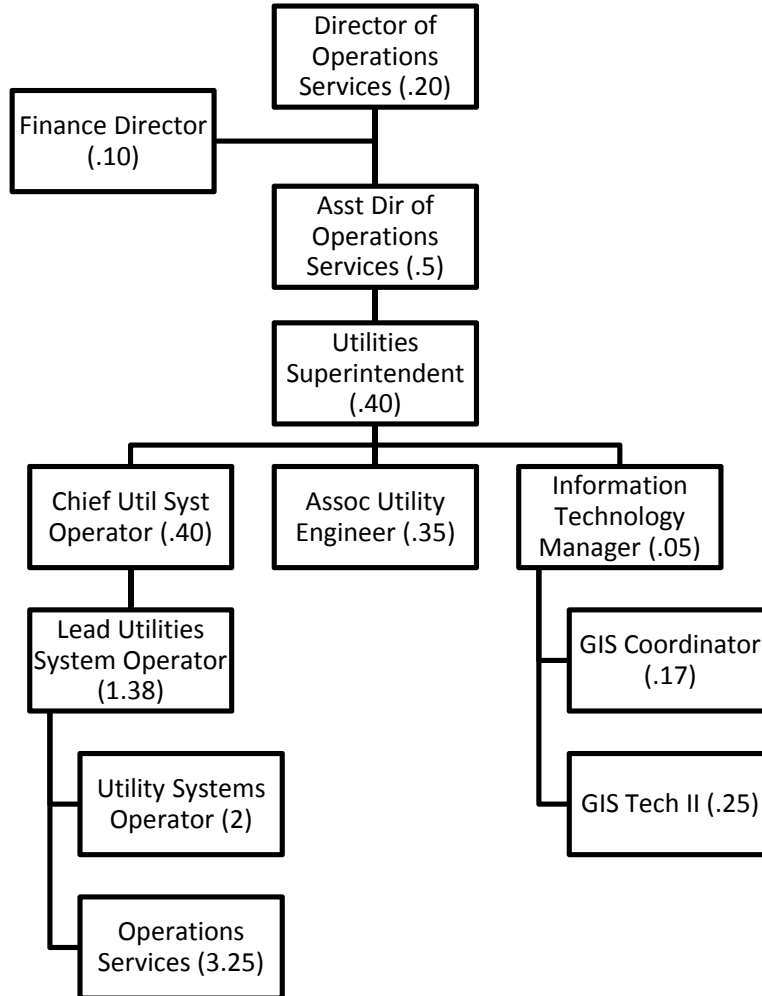 Director of
Operations
Services (.20)
Finance Director
(.10)
Asst Dir of
Operations
Services (.5)
Utilities
Superintendent
(.40)
Chief Util Syst
Operator (.40)
Assoc Utility
Engineer (.35)
Information
Technology
Manager (.05)
Lead Utilities
System Operator
(1.38)
GIS Coordinator
(.17)
Utility Systems
Operator (2)
GIS Tech II (.25)
Operations
Services (3.25)